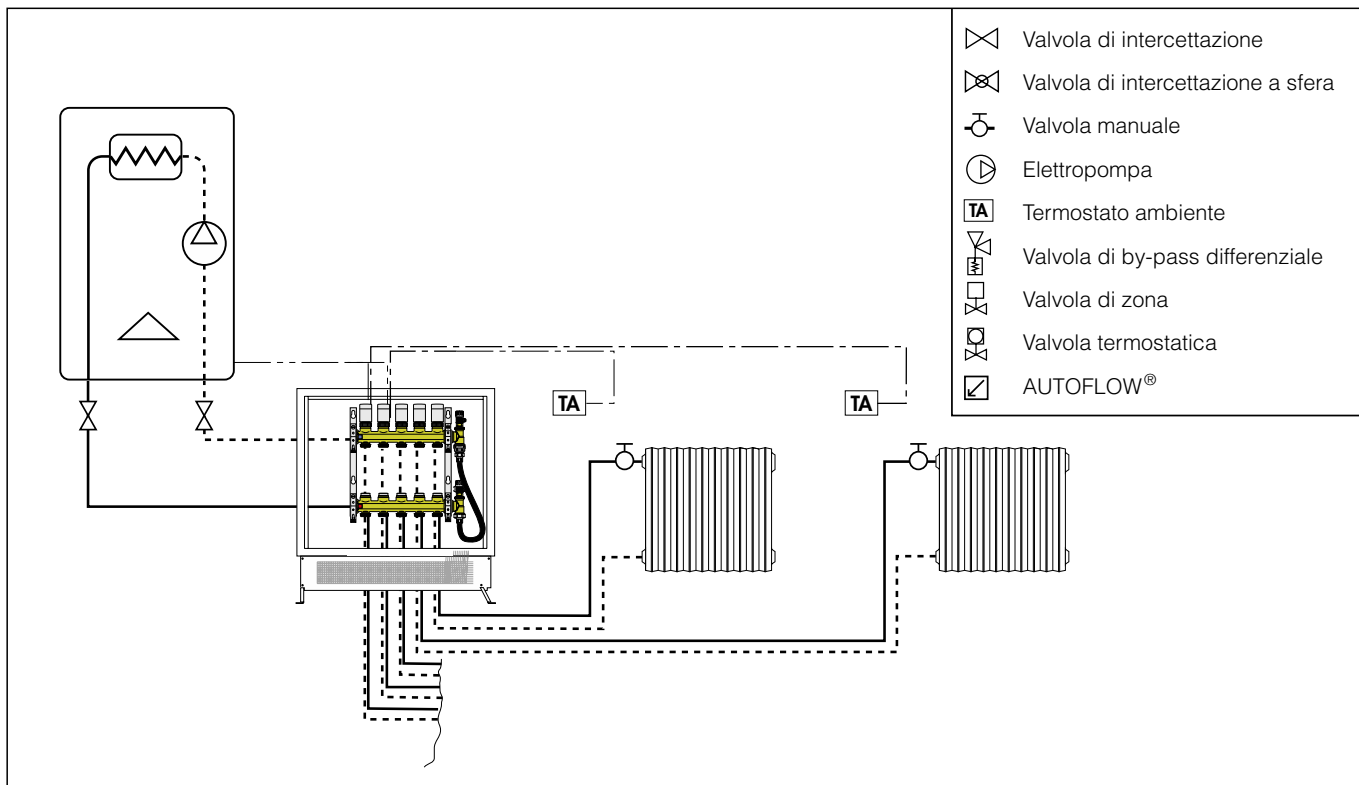 Valvola di intercettazione
Valvola di intercettazione a sfera
Valvola manuale
Elettropompa
TA Termostato ambiente
Valvola di by-pass differenziale
Valvola di zona
Valvola termostatica
AUTOFLOW®
TA
TA